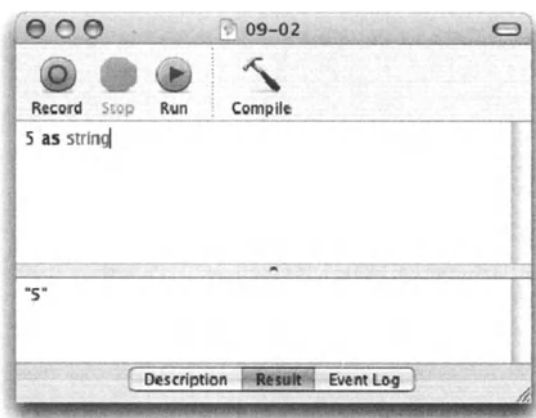 09-02
Record Stop Run Compile
5 as string
"5"
Description Result Event Log